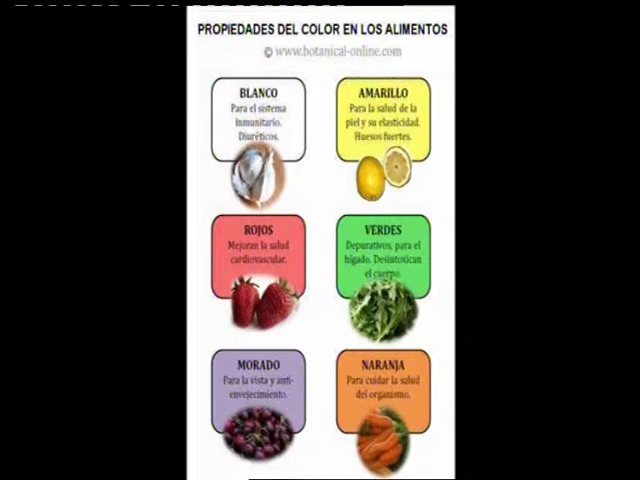 PROPIEDADES DEL COLOR EN LOS ALIMENTOS
© www.botanical-online.com
BLANCO
Para el sistema
inmunitario.
Diuréticos.
AMARILLO
Para la salud de la
piel y su elasticidad.
Huesos fuertes.
ROJOS
Mejoran la salud
cardiovascular.
VERDES
Depurativos, para el
hígado. Desintoxican
el cuerpo.
MORADO
Para la vista y anti-
envejecimiento.
NARANJA
Para cuidar la salud
del organismo.